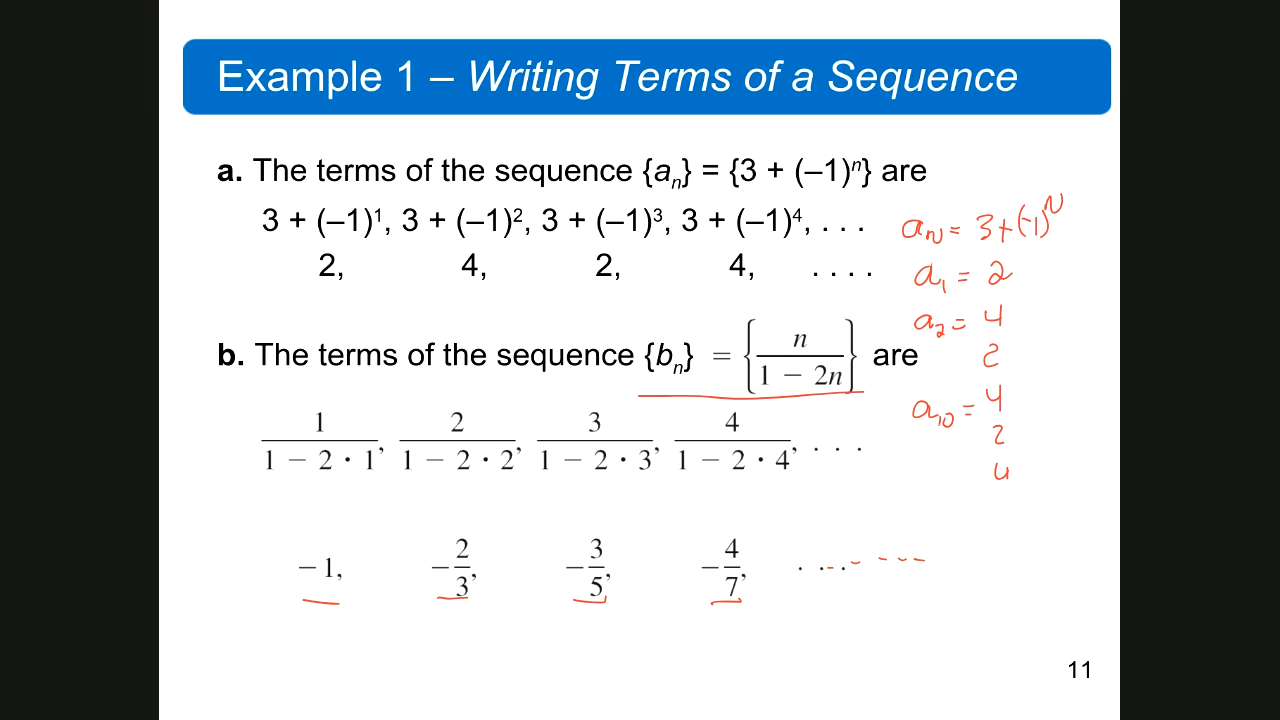 Example 1 – Writing Terms of a Sequence
a. The terms of the sequence {aₙ} = {3 + (–1)ⁿ} are
3 + (–1)¹, 3 + (–1)², 3 + (–1)³, 3 + (–1)⁴, . . .
2, 4, 2, 4, . . . .
aₙ = 3+(-1)ᴺ
a₁ = 2
a₂ = 4
2
a₁₀ = 4
2
4
b. The terms of the sequence {bₙ} = {n / (1 − 2n)} are
1 / (1 − 2 · 1), 2 / (1 − 2 · 2), 3 / (1 − 2 · 3), 4 / (1 − 2 · 4), · · ·
−1, −2/3, −3/5, −4/7, . . . .
11